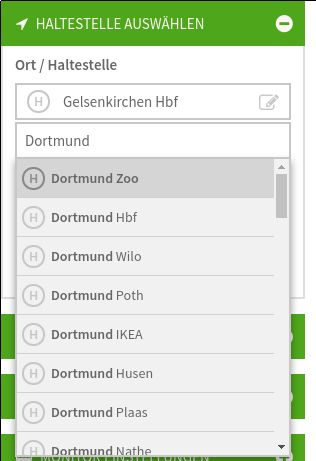 HALTESTELLE AUSWÄHLEN
Ort / Haltestelle
H Gelsenkirchen Hbf
Dortmund
H Dortmund Zoo
H Dortmund Hbf
H Dortmund Wilo
H Dortmund Poth
H Dortmund IKEA
H Dortmund Husen
H Dortmund Plaas
H Dortmund Nathe